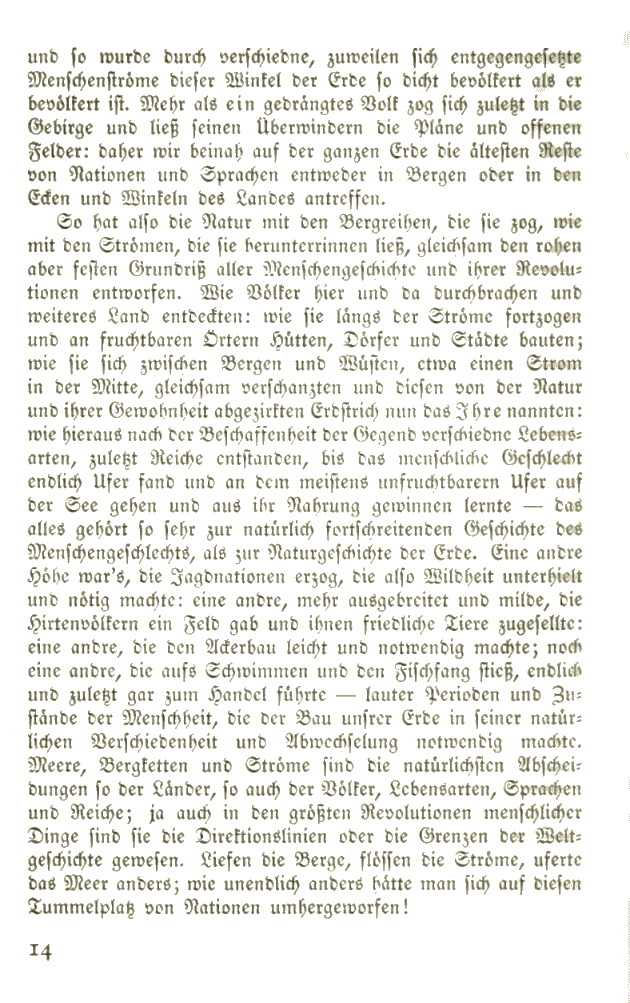 und so wurde durch verschiedne, zuweilen sich entgegengesetzte
Menschenströme dieser Winkel der Erde so dicht bevölkert als er
bevölkert ist. Mehr als ein gedrängtes Volk zog sich zuletzt in die
Gebirge und ließ seinen Überwindern die Pläne und offenen
Felder: daher wir beinah auf der ganzen Erde die ältesten Reste
von Nationen und Sprachen entweder in Bergen oder in den
Ecken und Winkeln des Landes antreffen.
So hat also die Natur mit den Bergreihen, die sie zog, wie
mit den Strömen, die sie herunterrinnen ließ, gleichsam den rohen
aber festen Grundriß aller Menschengeschichte und ihrer Revolu-
tionen entworfen. Wie Völker hier und da durchbrachen und
weiteres Land entdeckten: wie sie längs der Ströme fortzogen
und an fruchtbaren Örtern Hütten, Dörfer und Städte bauten;
wie sie sich zwischen Bergen und Wüsten, etwa einen Strom
in der Mitte, gleichsam verschanzten und diesen von der Natur
und ihrer Gewohnheit abgezirkten Erdstrich nun das Ihre nannten:
wie hieraus nach der Beschaffenheit der Gegend verschiedne Lebens-
arten, zuletzt Reiche entstanden, bis das menschliche Geschlecht
endlich Ufer fand und an dem meistens unfruchtbarern Ufer auf
der See gehen und aus ihr Nahrung gewinnen lernte — das
alles gehört so sehr zur natürlich fortschreitenden Geschichte des
Menschengeschlechts, als zur Naturgeschichte der Erde. Eine andre
Höhe war's, die Jagdnationen erzog, die also Wildheit unterhielt
und nötig machte: eine andre, mehr ausgebreitet und milde, die
Hirtenvölkern ein Feld gab und ihnen friedliche Tiere zugesellte:
eine andre, die den Ackerbau leicht und notwendig machte; noch
eine andre, die aufs Schwimmen und den Fischfang stieß, endlich
und zuletzt gar zum Handel führte — lauter Perioden und Zu-
stände der Menschheit, die der Bau unsrer Erde in seiner natür-
lichen Verschiedenheit und Abwechselung notwendig machte.
Meere, Bergketten und Ströme sind die natürlichsten Abschei-
dungen so der Länder, so auch der Völker, Lebensarten, Sprachen
und Reiche; ja auch in den größten Revolutionen menschlicher
Dinge sind sie die Direktionslinien oder die Grenzen der Welt-
geschichte gewesen. Liefen die Berge, flössen die Ströme, uferte
das Meer anders; wie unendlich anders hätte man sich auf diesen
Tummelplatz von Nationen umhergeworfen!
14